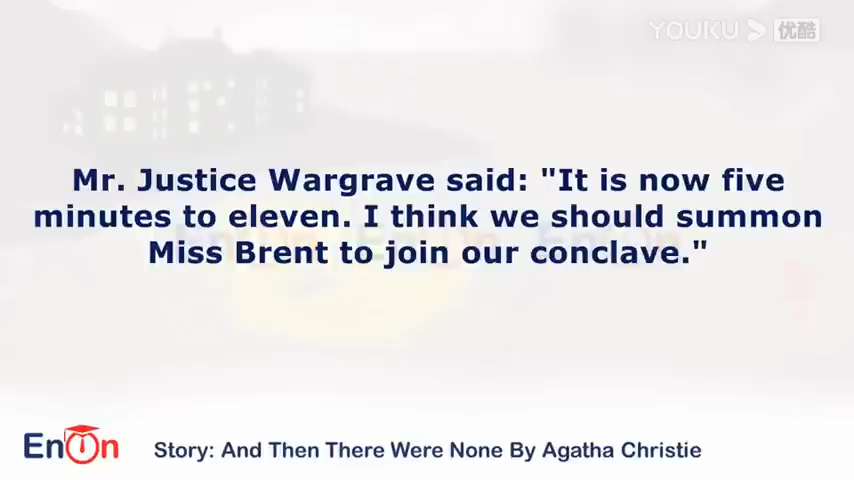 YOUKU 优酷
Mr. Justice Wargrave said: "It is now five
minutes to eleven. I think we should summon
Miss Brent to join our conclave."
EnOn
Story: And Then There Were None By Agatha Christie